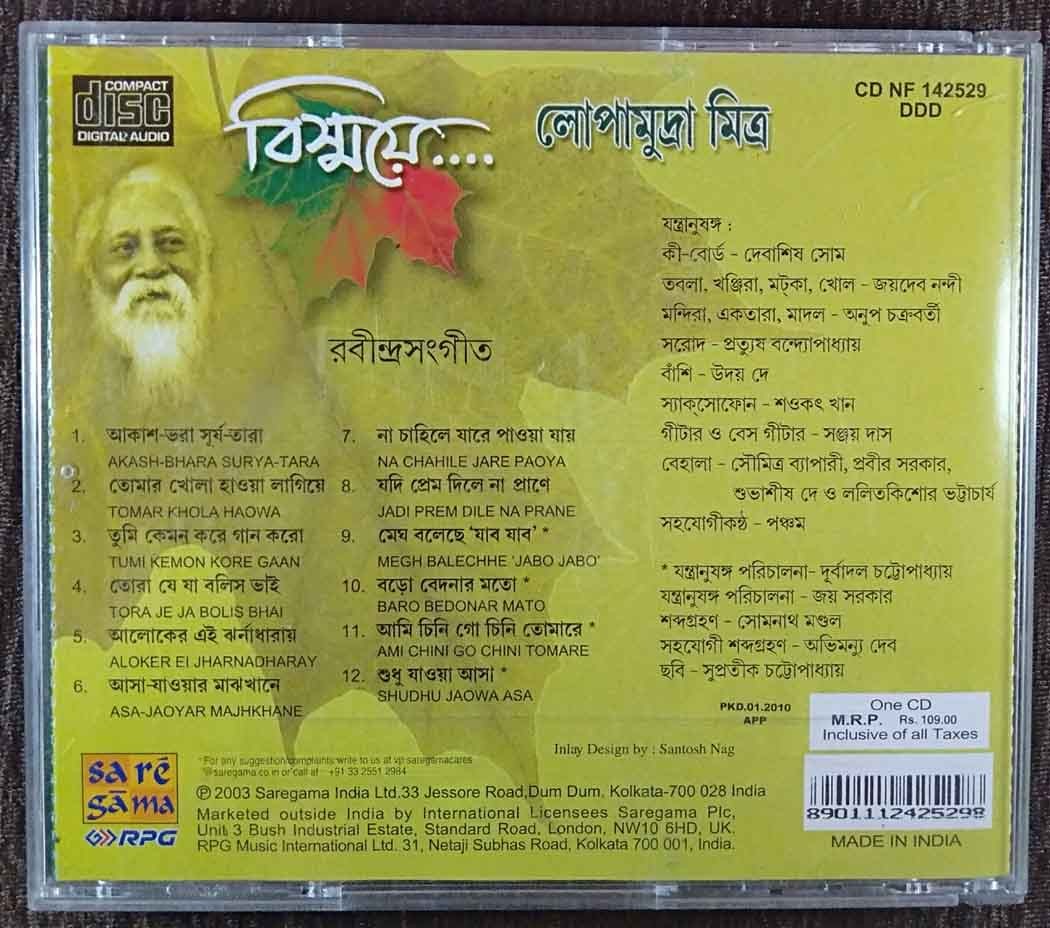 COMPACT
disc
DIGITAL AUDIO
বিস্ময়ে....
লোপামুদ্রা মিত্র
CD NF 142529
DDD
রবীন্দ্রসংগীত
1. আকাশ-ভরা সূর্য-তারা
AKASH-BHARA SURYA-TARA
2. তোমার খোলা হাওয়া লাগিয়ে
TOMAR KHOLA HAOWA
3. তুমি কেমন করে গান করো
TUMI KEMON KORE GAAN
4. তোরা যে যা বলিস ভাই
TORA JE JA BOLIS BHAI
5. আলোকের এই ঝর্নাধারায়
ALOKER EI JHARNADHARAY
6. আসা-যাওয়ার মাঝখানে
ASA-JAOYAR MAJHKHANE
7. না চাহিলে যারে পাওয়া যায়
NA CHAHILE JARE PAOYA
8. যদি প্রেম দিলে না প্রাণে
JADI PREM DILE NA PRANE
9. মেঘ বলেছে ‘যাব যাব’ *
MEGH BALECHHE ‘JABO JABO’
10. বড়ো বেদনার মতো *
BARO BEDONAR MATO
11. আমি চিনি গো চিনি তোমারে *
AMI CHINI GO CHINI TOMARE
12. শুধু যাওয়া আসা *
SHUDHU JAOWA ASA
যন্ত্রানুষঙ্গ :
কী-বোর্ড – দেবাশিষ সোম
তবলা, খঞ্জিরা, মট্‌কা, খোল – জয়দেব নন্দী
মন্দিরা, একতারা, মাদল – অনুপ চক্রবর্তী
সরোদ – প্রত্যুষ বন্দ্যোপাধ্যায়
বাঁশি – উদয় দে
স্যাক্‌সোফোন – শওকৎ খান
গীটার ও বেস গীটার – সঞ্জয় দাস
বেহালা – সৌমিত্র ব্যাপারী, প্রবীর সরকার,
শুভাশীষ দে ও ললিতকিশোর ভট্টাচার্য
সহযোগীকন্ঠ – পঞ্চম
* যন্ত্রানুষঙ্গ পরিচালনা– দূর্বাদল চট্টোপাধ্যায়
যন্ত্রানুষঙ্গ পরিচালনা – জয় সরকার
শব্দগ্রহণ – সোমনাথ মণ্ডল
সহযোগী শব্দগ্রহণ – অভিমন্যু দেব
ছবি – সুপ্রতীক চট্টোপাধ্যায়
PKD.01.2010
APP
One CD
M.R.P. Rs. 109.00
Inclusive of all Taxes
Inlay Design by : Santosh Nag
sa rē
gāma
RPG
*For any suggestion/complaints write to us at vp.saregamacares
@saregama.co.in or call at : +91 33 2551 2984
℗ 2003 Saregama India Ltd.33 Jessore Road,Dum Dum, Kolkata-700 028 India
Marketed outside India by International Licensees Saregama Plc,
Unit 3 Bush Industrial Estate, Standard Road, London, NW10 6HD, UK.
RPG Music International Ltd. 31, Netaji Subhas Road, Kolkata 700 001, India.
8901112425298
MADE IN INDIA